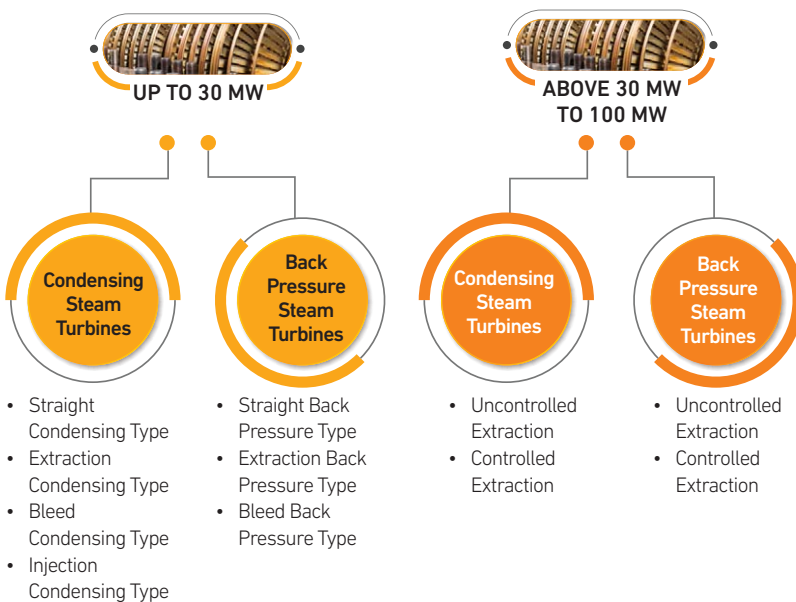 UP TO 30 MW
Condensing
Steam
Turbines
• Straight
Condensing Type
• Extraction
Condensing Type
• Bleed
Condensing Type
• Injection
Condensing Type
Back
Pressure
Steam
Turbines
• Straight Back
Pressure Type
• Extraction Back
Pressure Type
• Bleed Back
Pressure Type
ABOVE 30 MW
TO 100 MW
Condensing
Steam
Turbines
• Uncontrolled
Extraction
• Controlled
Extraction
Back
Pressure
Steam
Turbines
• Uncontrolled
Extraction
• Controlled
Extraction